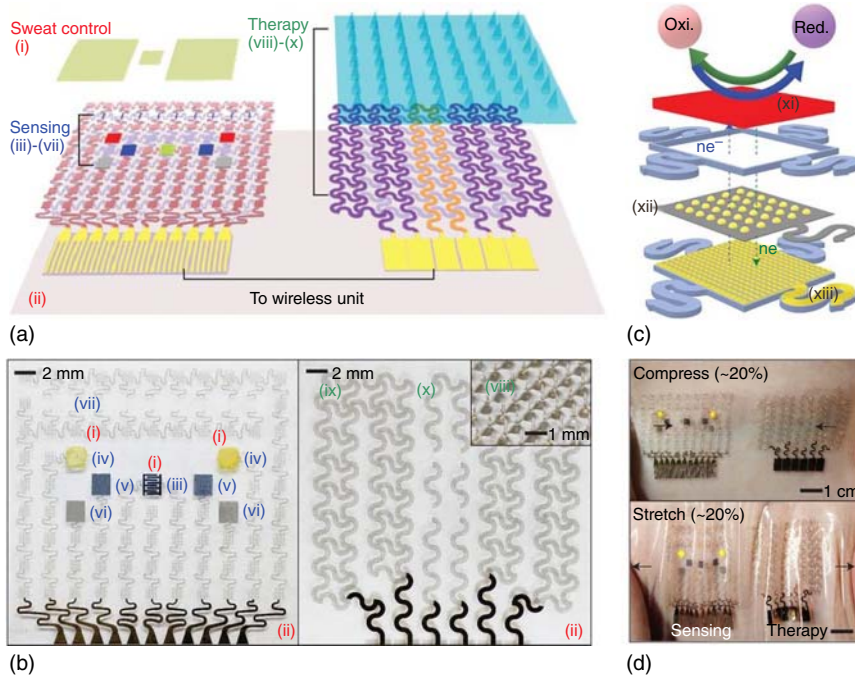 Sweat control
(i)
Therapy
(viii)-(x)
Sensing
(iii)-(vii)
To wireless unit
(ii)
(a)
Oxi.
Red.
(xi)
ne⁻
(xii)
ne
(xiii)
(c)
2 mm
(vii)
(i)
(i)
(iv)
(i)
(iv)
(v)
(iii)
(v)
(vi)
(vi)
(ii)
2 mm
(ix)
(x)
(viii)
1 mm
(ii)
(b)
Compress (~20%)
1 cm
Stretch (~20%)
Sensing
Therapy
(d)